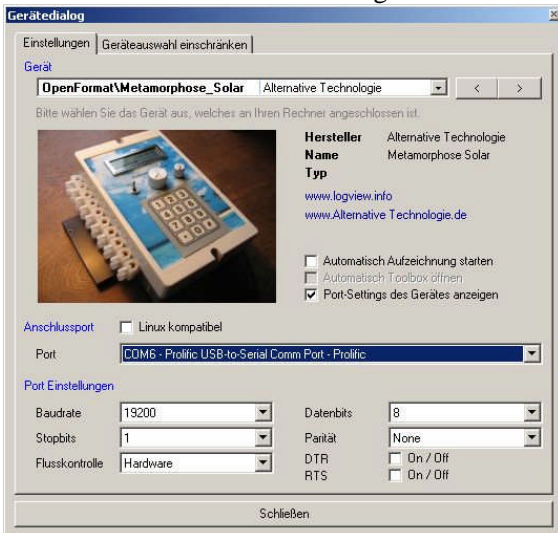 Gerätedialog
Einstellungen Geräteauswahl einschränken
Gerät
OpenFormat\Metamorphose_Solar Alternative Technologie < >
Bitte wählen Sie das Gerät aus, welches an Ihren Rechner angeschlossen ist.
Hersteller Alternative Technologie
Name Metamorphose Solar
Typ
www.logview.info
www.Alternative Technologie.de
Automatisch Aufzeichnung starten
Automatisch Toolbox öffnen
Port-Settings des Gerätes anzeigen
Anschlussport Linux kompatibel
Port COM6 - Prolific USB-to-Serial Comm Port - Prolific
Port Einstellungen
Baudrate 19200 Datenbits 8
Stopbits 1 Parität None
Flusskontrolle Hardware DTR On / Off
RTS On / Off
Schließen